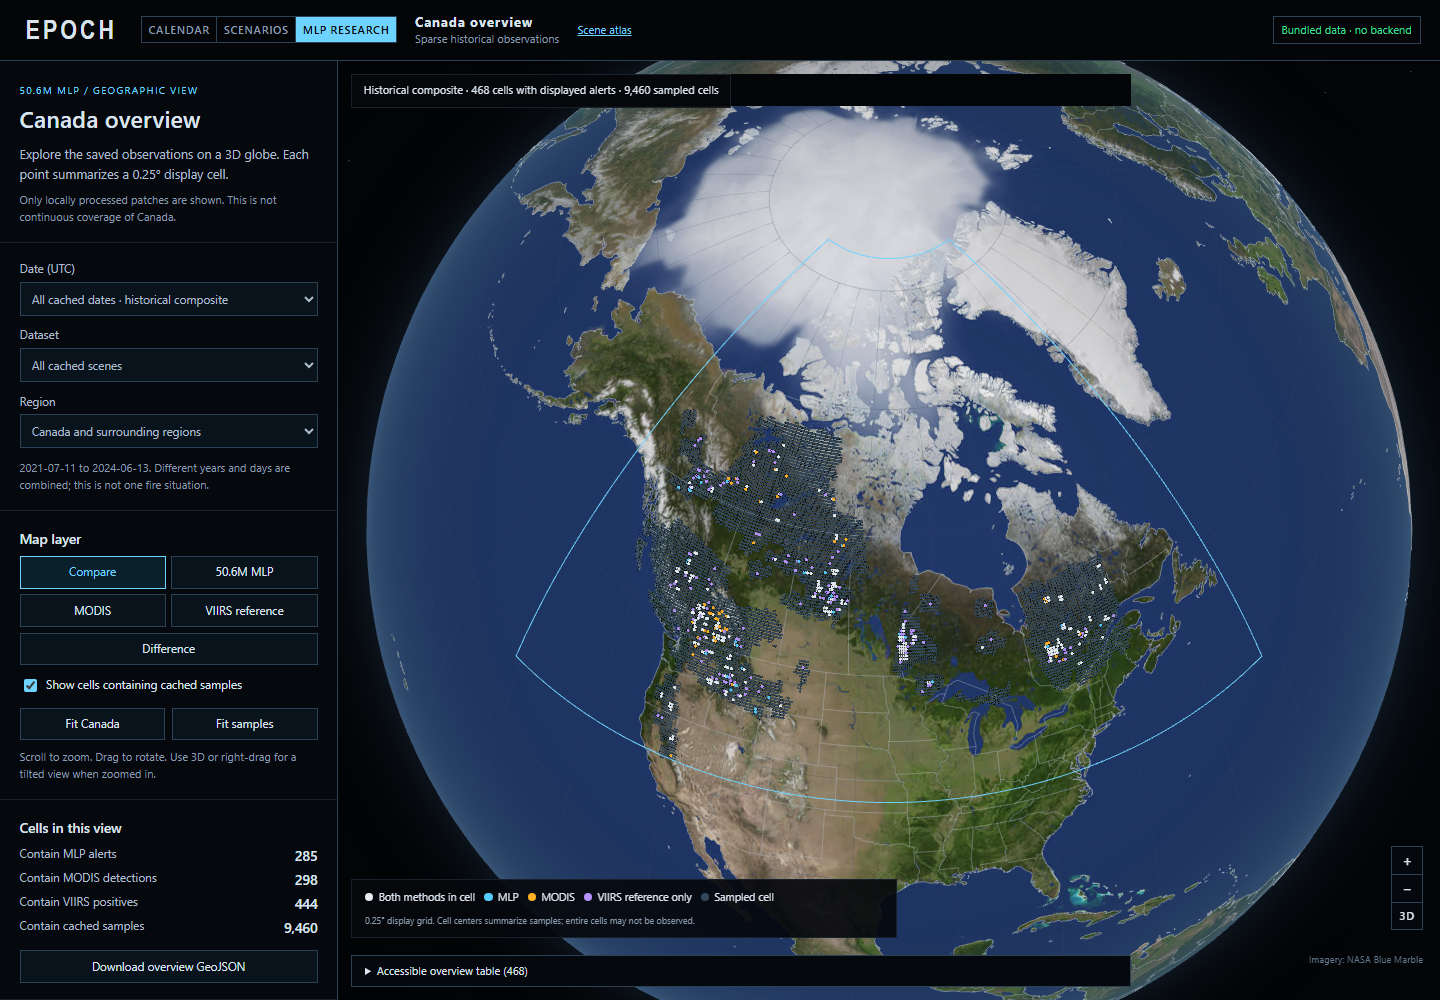 EPOCH
CALENDAR
SCENARIOS
MLP RESEARCH
Canada overview
Sparse historical observations
Scene atlas
Bundled data · no backend
50.6M MLP / GEOGRAPHIC VIEW
Canada overview
Explore the saved observations on a 3D globe. Each
point summarizes a 0.25° display cell.
Only locally processed patches are shown. This is not
continuous coverage of Canada.
Date (UTC)
All cached dates · historical composite
Dataset
All cached scenes
Region
Canada and surrounding regions
2021-07-11 to 2024-06-13. Different years and days are
combined; this is not one fire situation.
Map layer
Compare
50.6M MLP
MODIS
VIIRS reference
Difference
Show cells containing cached samples
Fit Canada
Fit samples
Scroll to zoom. Drag to rotate. Use 3D or right-drag for a
tilted view when zoomed in.
Cells in this view
Contain MLP alerts 285
Contain MODIS detections 298
Contain VIIRS positives 444
Contain cached samples 9,460
Download overview GeoJSON
Historical composite · 468 cells with displayed alerts · 9,460 sampled cells
Both methods in cell MLP MODIS VIIRS reference only Sampled cell
0.25° display grid. Cell centers summarize samples; entire cells may not be observed.
Accessible overview table (468)
+
−
3D
Imagery: NASA Blue Marble